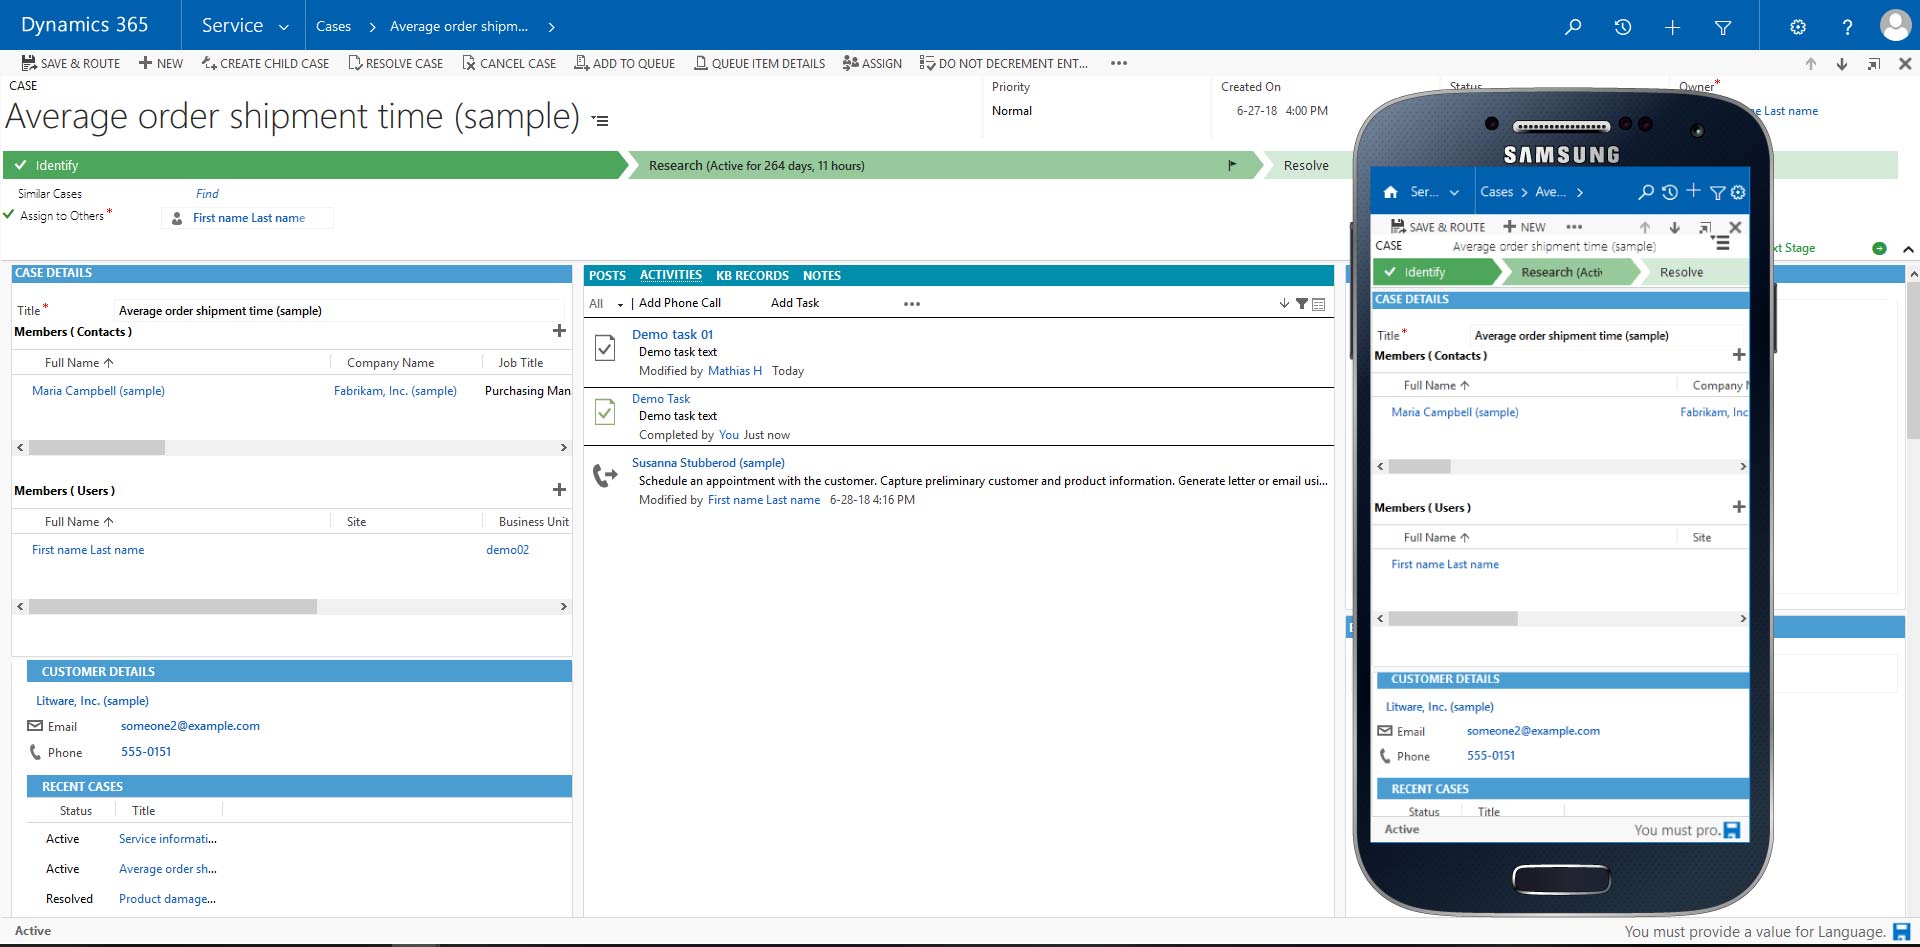 Dynamics 365 Service Cases Average order shipm...
SAVE & ROUTE NEW CREATE CHILD CASE RESOLVE CASE CANCEL CASE ADD TO QUEUE QUEUE ITEM DETAILS ASSIGN DO NOT DECREMENT ENT... •••
CASE
Average order shipment time (sample)
Priority
Normal
Created On
6-27-18 4:00 PM
Status
Owner*
Last name
Identify
Research (Active for 264 days, 11 hours)
Resolve
Similar Cases Find
Assign to Others* First name Last name
Stage
CASE DETAILS
Title* Average order shipment time (sample)
Members ( Contacts )
Full Name Company Name Job Title
Maria Campbell (sample) Fabrikam, Inc. (sample) Purchasing Man
Members ( Users )
Full Name Site Business Unit
First name Last name demo02
CUSTOMER DETAILS
Litware, Inc. (sample)
Email someone2@example.com
Phone 555-0151
RECENT CASES
Status Title
Active Service informati...
Active Average order sh...
Resolved Product damage...
POSTS ACTIVITIES KB RECORDS NOTES
All | Add Phone Call Add Task •••
Demo task 01
Demo task text
Modified by Mathias H Today
Demo Task
Demo task text
Completed by You Just now
Susanna Stubberod (sample)
Schedule an appointment with the customer. Capture preliminary customer and product information. Generate letter or email usi...
Modified by First name Last name 6-28-18 4:16 PM
SAMSUNG
Ser... Cases Ave...
SAVE & ROUTE NEW •••
CASE Average order shipment time (sample)
Identify Research (Acti Resolve
CASE DETAILS
Title* Average order shipment time (sample)
Members ( Contacts )
Full Name Company N
Maria Campbell (sample) Fabrikam, Inc
Members ( Users )
Full Name Site
First name Last name
CUSTOMER DETAILS
Litware, Inc. (sample)
Email someone2@example.com
Phone 555-0151
RECENT CASES
Status Title
Active You must pro.
Active You must provide a value for Language.